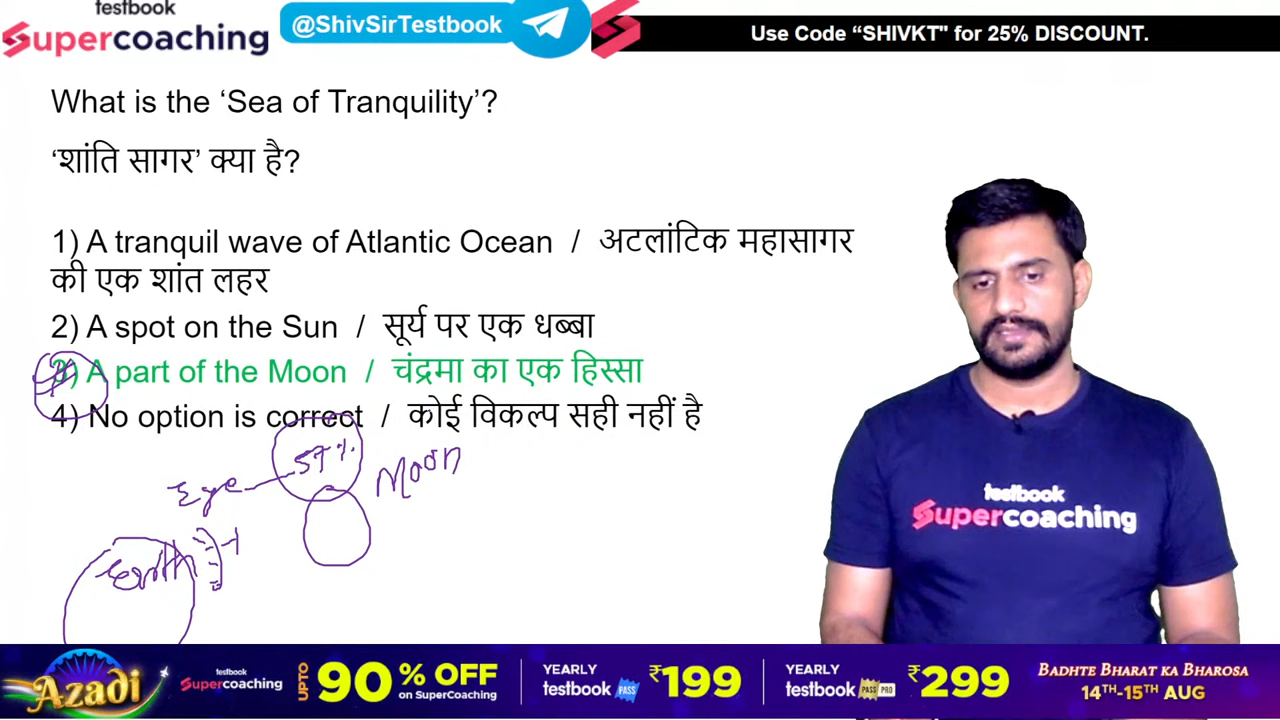 testbook
Supercoaching
@ShivSirTestbook
Use Code “SHIVKT" for 25% DISCOUNT.
What is the ‘Sea of Tranquility’?
‘शांति सागर’ क्या है?
1) A tranquil wave of Atlantic Ocean / अटलांटिक महासागर
की एक शांत लहर
2) A spot on the Sun / सूर्य पर एक धब्बा
3) A part of the Moon / चंद्रमा का एक हिस्सा
4) No option is correct / कोई विकल्प सही नहीं है
57%
Moon
Eye
Earth
testbook
Supercoaching
Azadi
testbook
Supercoaching
UPTO 90% OFF
on SuperCoaching
YEARLY
testbook PASS
₹199
YEARLY
testbook PASS PRO
₹299
BADHTE BHARAT KA BHAROSA
14TH-15TH AUG